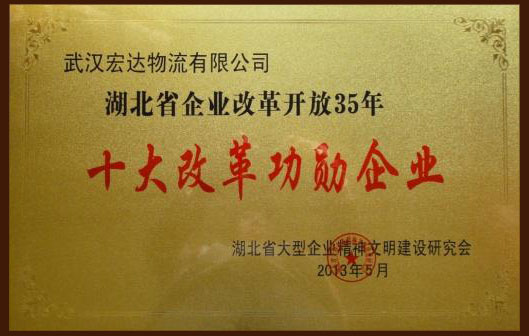 武汉宏达物流有限公司
湖北省企业改革开放35年
十大改革功勋企业
湖北省大型企业精神文明建设研究会
2013年5月